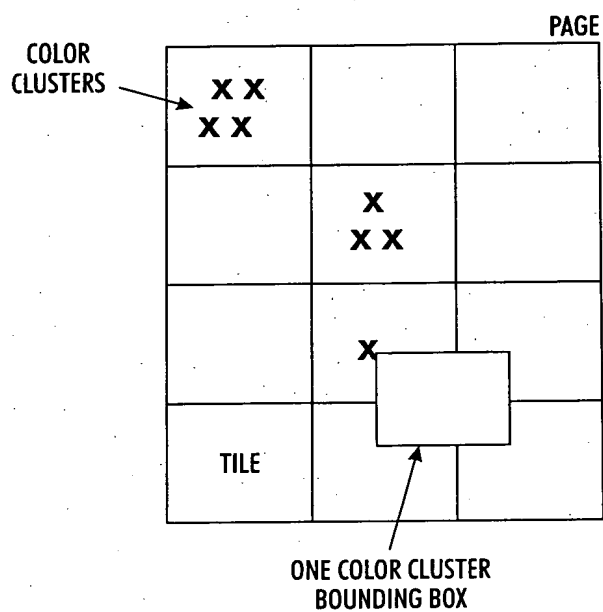 PAGE
COLOR
CLUSTERS
X X
X X
X
X X
X
TILE
ONE COLOR CLUSTER
BOUNDING BOX